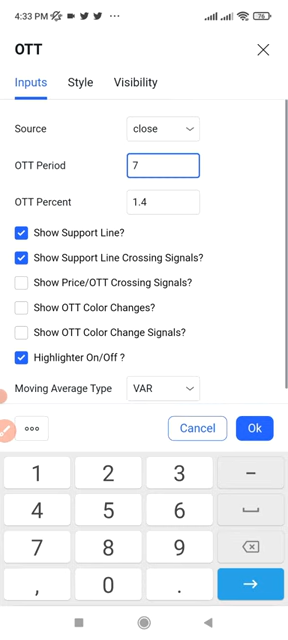 4:33 PM ··· 76
OTT
Inputs Style Visibility
Source close
OTT Period 7
OTT Percent 1.4
Show Support Line?
Show Support Line Crossing Signals?
Show Price/OTT Crossing Signals?
Show OTT Color Changes?
Show OTT Color Change Signals?
Highlighter On/Off ?
Moving Average Type VAR
Cancel Ok
1 2 3 –
4 5 6
7 8 9
, 0 .